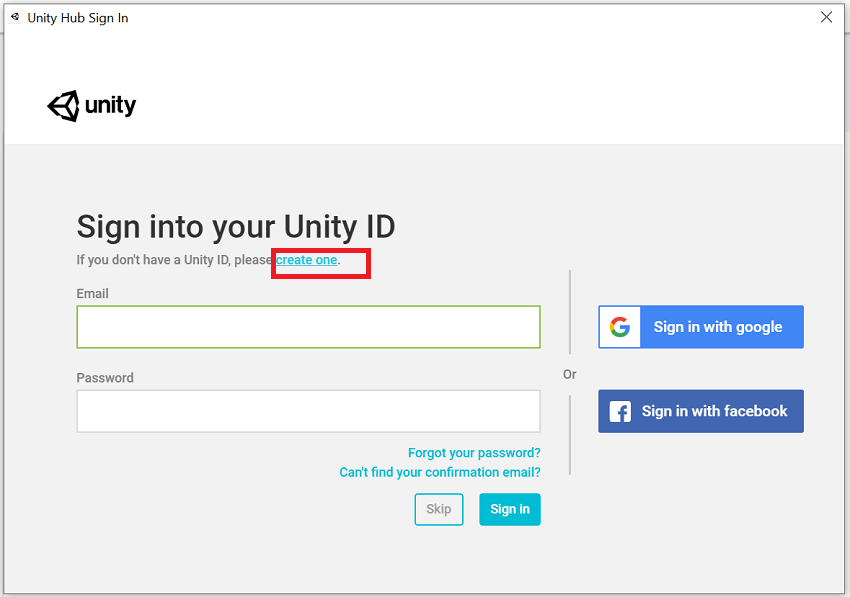 Unity Hub Sign In
unity
Sign into your Unity ID
If you don't have a Unity ID, please create one.
Email
Password
Forgot your password?
Can't find your confirmation email?
Skip
Sign in
Or
Sign in with google
Sign in with facebook